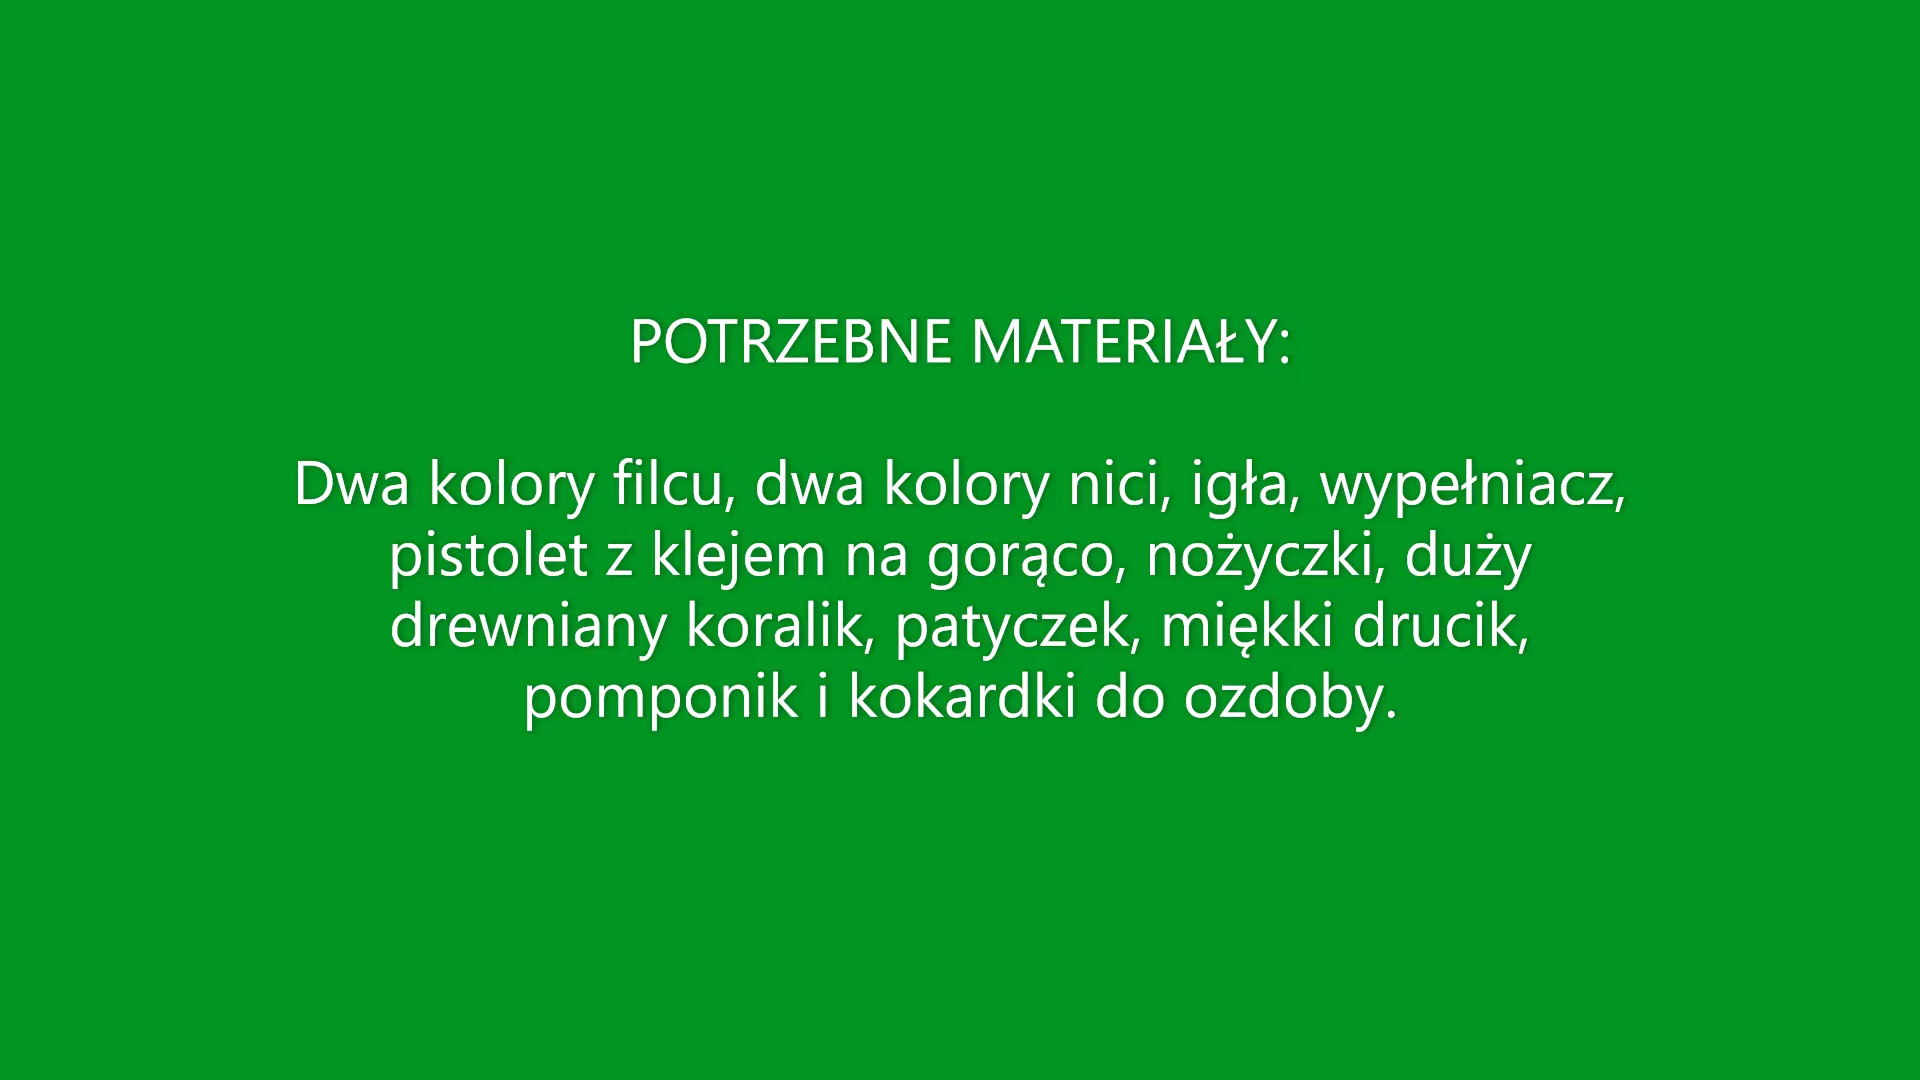 POTRZEBNE MATERIAŁY:
Dwa kolory filcu, dwa kolory nici, igła, wypełniacz,
pistolet z klejem na gorąco, nożyczki, duży
drewniany koralik, patyczek, miękki drucik,
pomponik i kokardki do ozdoby.